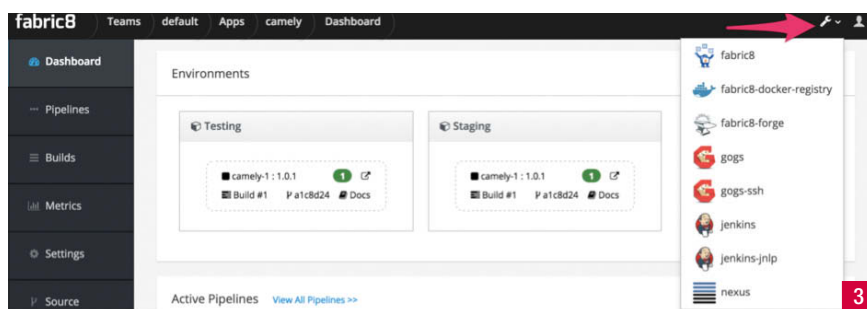 fabric8 Teams default Apps camely Dashboard
Dashboard
Pipelines
Builds
Metrics
Settings
Source
Environments
Testing
camely-1 : 1.0.1 1
Build #1 a1c8d24 Docs
Staging
camely-1 : 1.0.1 1
Build #1 a1c8d24 Docs
Active Pipelines View All Pipelines >>
fabric8
fabric8-docker-registry
fabric8-forge
gogs
gogs-ssh
jenkins
jenkins-jnlp
nexus
3